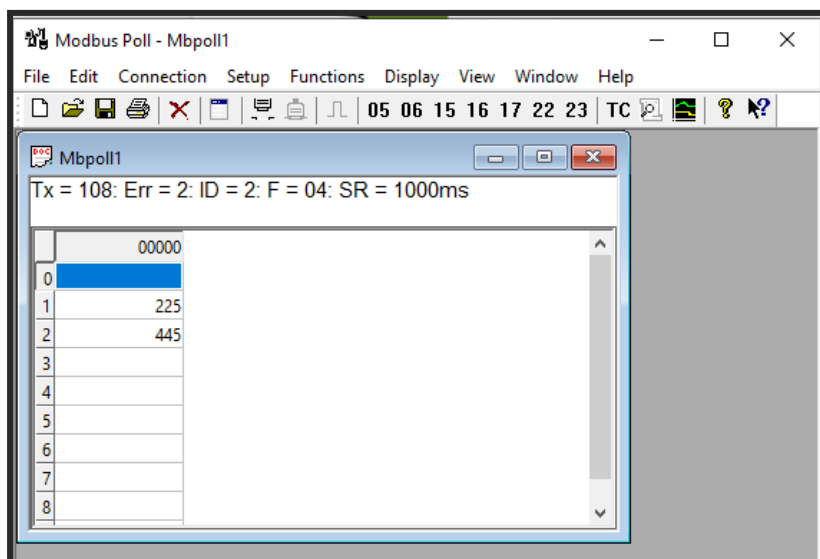 Modbus Poll - Mbpoll1
File Edit Connection Setup Functions Display View Window Help
05 06 15 16 17 22 23 TC
Mbpoll1
Tx = 108: Err = 2: ID = 2: F = 04: SR = 1000ms
00000
0
1 225
2 445
3
4
5
6
7
8